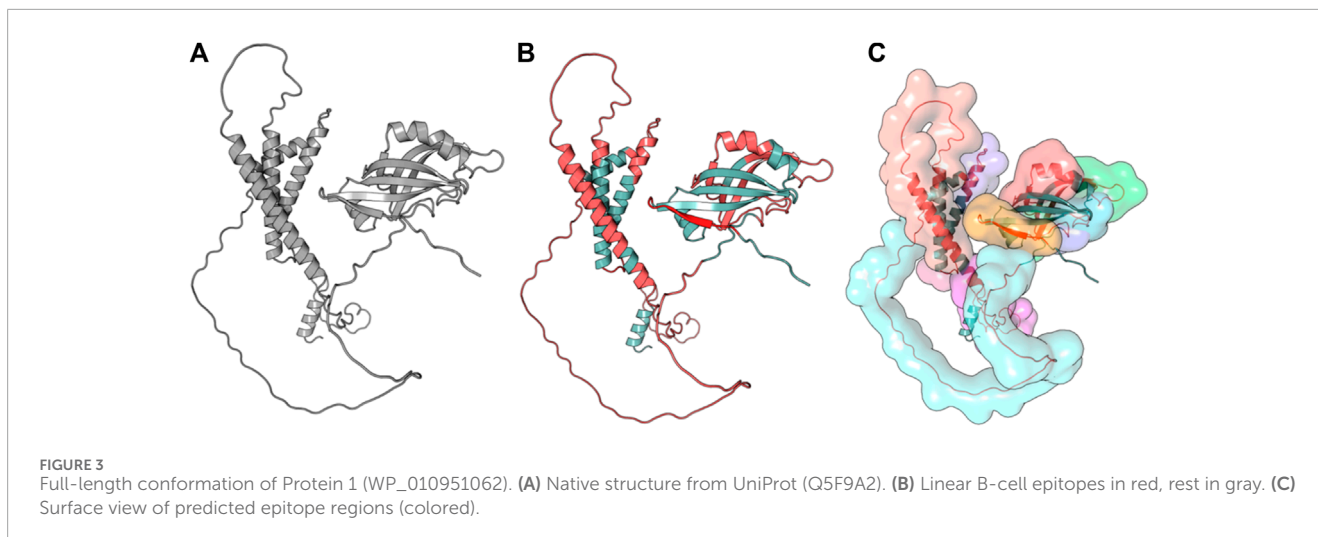 A
B
C
FIGURE 3
Full-length conformation of Protein 1 (WP_010951062). (A) Native structure from UniProt (Q5F9A2). (B) Linear B-cell epitopes in red, rest in gray. (C)
Surface view of predicted epitope regions (colored).